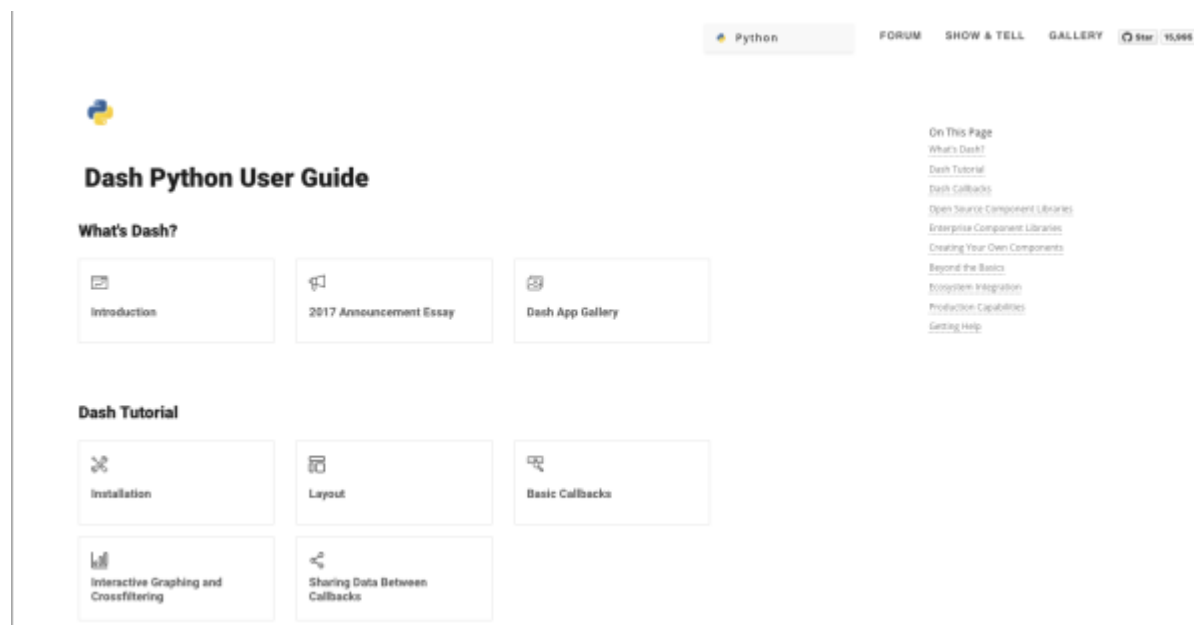 Python
FORUM
SHOW & TELL
GALLERY
Star
15,995
Dash Python User Guide
What's Dash?
Introduction
2017 Announcement Essay
Dash App Gallery
Dash Tutorial
Installation
Layout
Basic Callbacks
Interactive Graphing and
Crossfiltering
Sharing Data Between
Callbacks
On This Page
What's Dash?
Dash Tutorial
Dash Callbacks
Open Source Component Libraries
Enterprise Component Libraries
Creating Your Own Components
Beyond the Basics
Ecosystem Integration
Production Capabilities
Getting Help